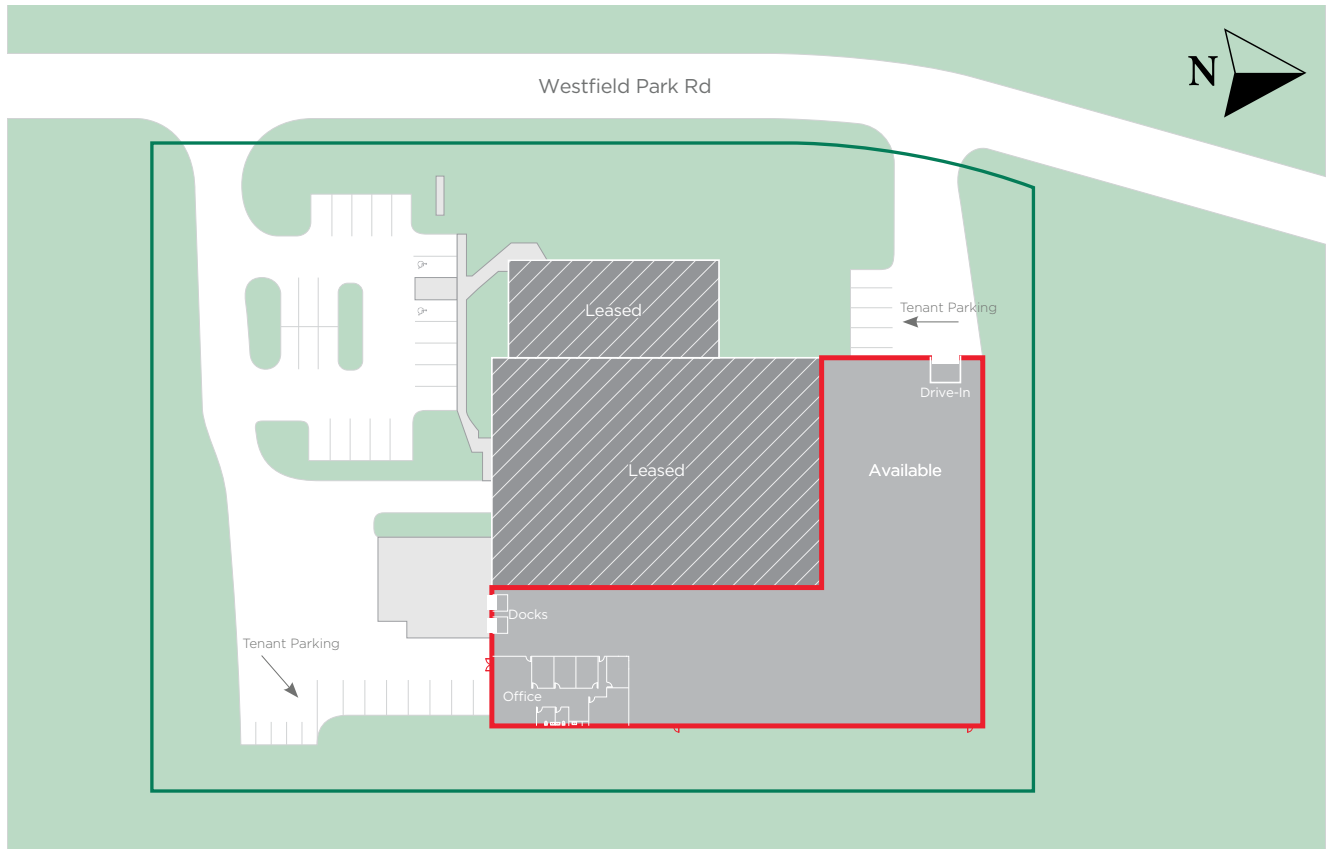 Westfield Park Rd
N
Leased
Tenant Parking
Drive-In
Leased
Available
Docks
Tenant Parking
Office